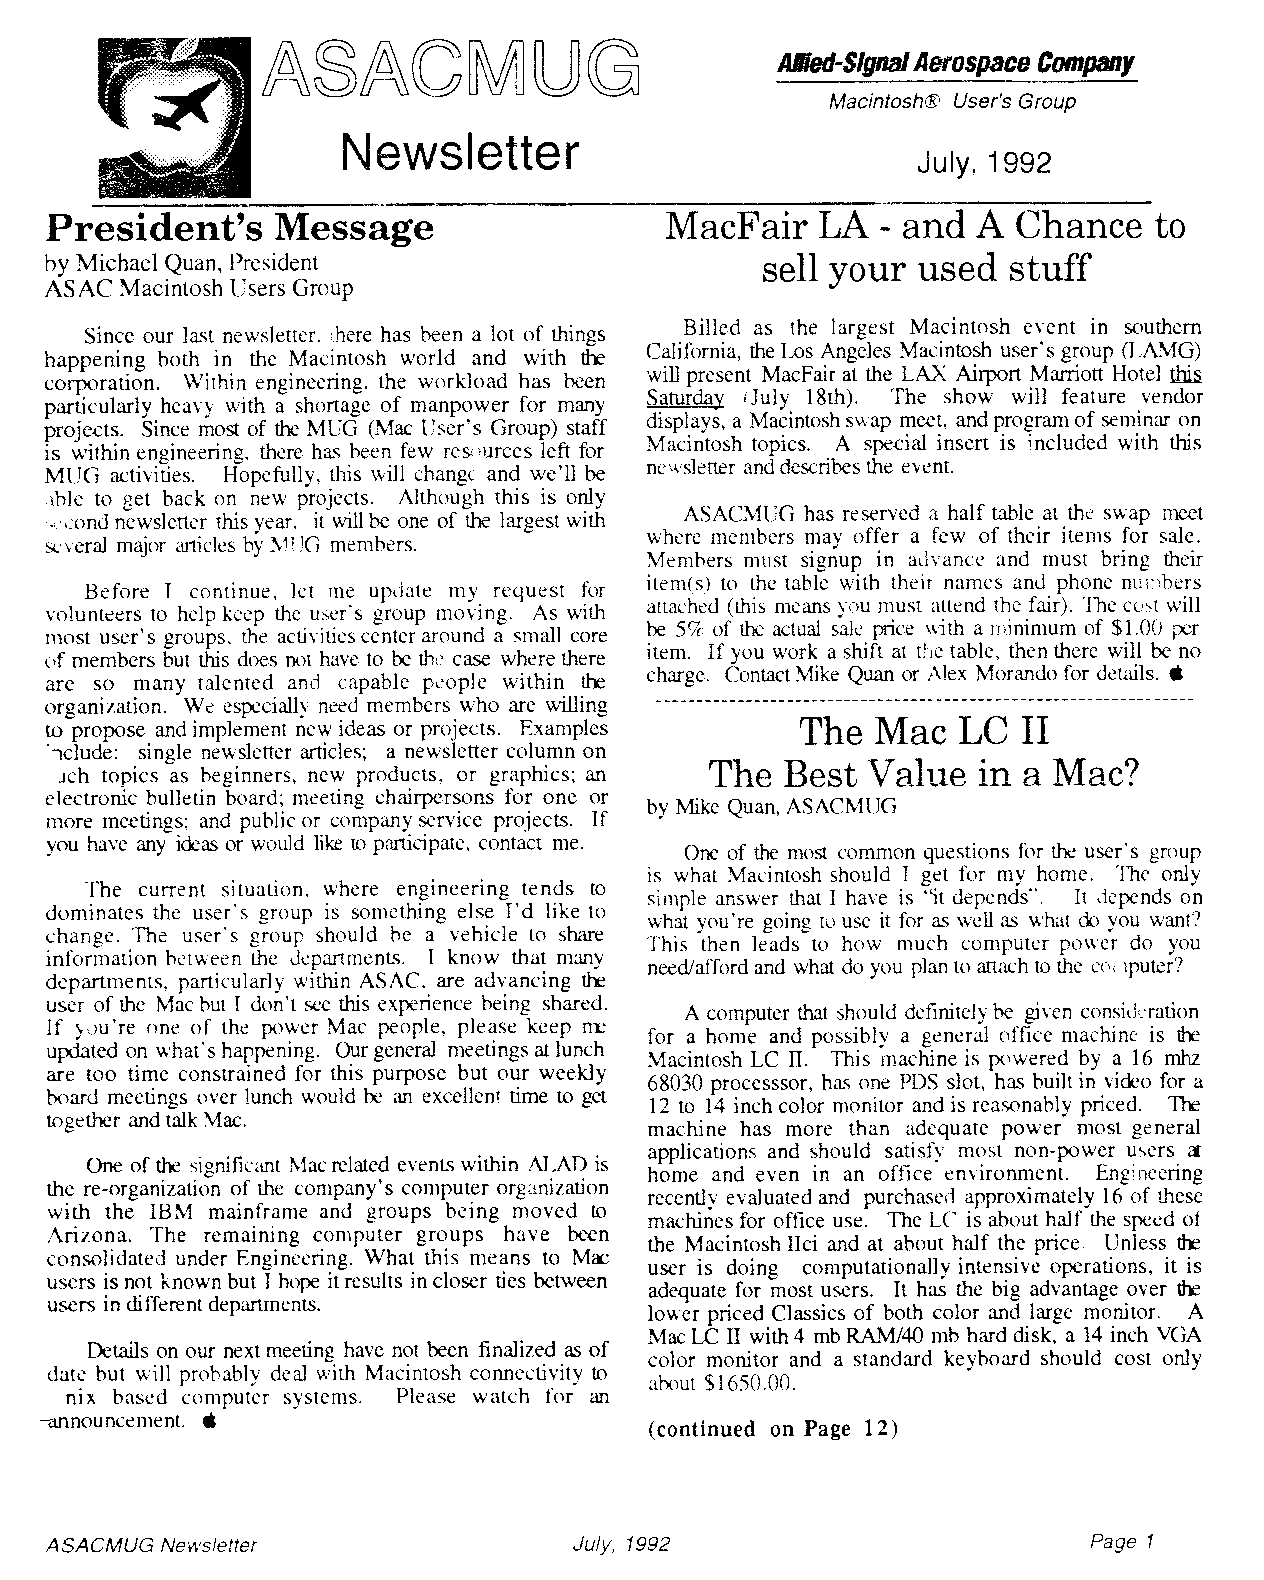 ASACMUG
Newsletter
Allied-Signal Aerospace Company
Macintosh® User's Group
July, 1992
President's Message
by Michael Quan, President
ASAC Macintosh Users Group
Since our last newsletter, there has been a lot of things
happening both in the Macintosh world and with the
corporation. Within engineering, the workload has been
particularly heavy with a shortage of manpower for many
projects. Since most of the MUG (Mac User's Group) staff
is within engineering, there has been few resources left for
MUG activities. Hopefully, this will change and we'll be
able to get back on new projects. Although this is only
second newsletter this year, it will be one of the largest with
several major articles by MUG members.
Before I continue, let me update my request for
volunteers to help keep the user's group moving. As with
most user's groups, the activities center around a small core
of members but this does not have to be the case where there
are so many talented and capable people within the
organization. We especially need members who are willing
to propose and implement new ideas or projects. Examples
include: single newsletter articles; a newsletter column on
such topics as beginners, new products, or graphics; an
electronic bulletin board; meeting chairpersons for one or
more meetings; and public or company service projects. If
you have any ideas or would like to participate, contact me.
The current situation, where engineering tends to
dominates the user's group is something else I'd like to
change. The user's group should be a vehicle to share
information between the departments. I know that many
departments, particularly within ASAC, are advancing the
user of the Mac but I don't see this experience being shared.
If you're one of the power Mac people, please keep me
updated on what's happening. Our general meetings at lunch
are too time constrained for this purpose but our weekly
board meetings over lunch would be an excellent time to get
together and talk Mac.
One of the significant Mac related events within ALAD is
the re-organization of the company's computer organization
with the IBM mainframe and groups being moved to
Arizona. The remaining computer groups have been
consolidated under Engineering. What this means to Mac
users is not known but I hope it results in closer ties between
users in different departments.
Details on our next meeting have not been finalized as of
date but will probably deal with Macintosh connectivity to
nix based computer systems. Please watch for an
announcement.
MacFair LA - and A Chance to
sell your used stuff
Billed as the largest Macintosh event in southern
California, the Los Angeles Macintosh user's group (LAMG)
will present MacFair at the LAX Airport Marriott Hotel this
Saturday (July 18th). The show will feature vendor
displays, a Macintosh swap meet, and program of seminar on
Macintosh topics. A special insert is included with this
newsletter and describes the event.
ASACMUG has reserved a half table at the swap meet
where members may offer a few of their items for sale.
Members must signup in advance and must bring their
item(s) to the table with their names and phone numbers
attached (this means you must attend the fair). The cost will
be 5% of the actual sale price with a minimum of $1.00 per
item. If you work a shift at the table, then there will be no
charge. Contact Mike Quan or Alex Morando for details.
The Mac LC II
The Best Value in a Mac?
by Mike Quan, ASACMUG
One of the most common questions for the user's group
is what Macintosh should I get for my home. The only
simple answer that I have is "it depends". It depends on
what you're going to use it for as well as what do you want?
This then leads to how much computer power do you
need/afford and what do you plan to attach to the computer?
A computer that should definitely be given consideration
for a home and possibly a general office machine is the
Macintosh LC II. This machine is powered by a 16 mhz
68030 processsor, has one PDS slot, has built in video for a
12 to 14 inch color monitor and is reasonably priced. The
machine has more than adequate power most general
applications and should satisfy most non-power users at
home and even in an office environment. Engineering
recently evaluated and purchased approximately 16 of these
machines for office use. The LC is about half the speed of
the Macintosh IIci and at about half the price. Unless the
user is doing computationally intensive operations, it is
adequate for most users. It has the big advantage over the
lower priced Classics of both color and large monitor. A
Mac LC II with 4 mb RAM/40 mb hard disk, a 14 inch VGA
color monitor and a standard keyboard should cost only
about $1650.00.
(continued on Page 12)
ASACMUG Newsletter
July, 1992
Page 1